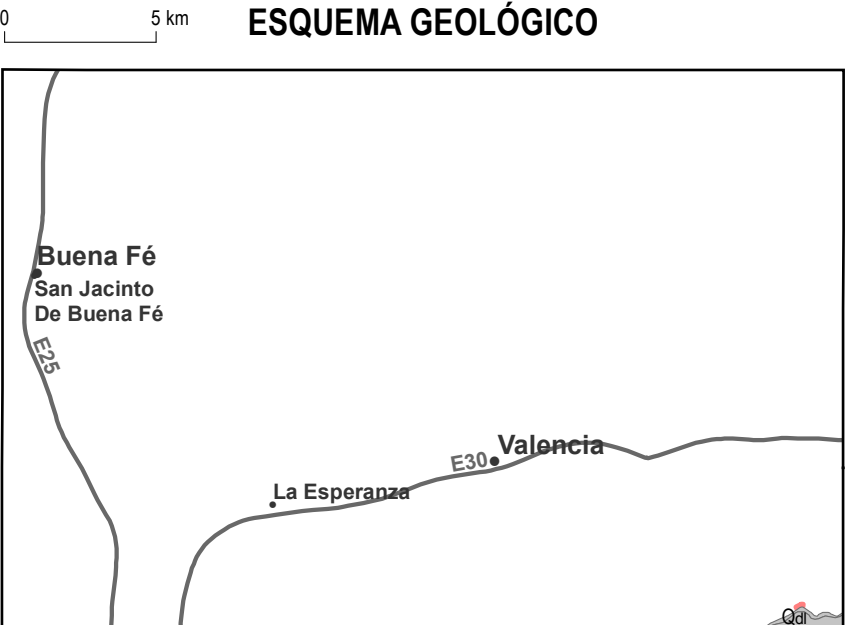 0 5 km
ESQUEMA GEOLÓGICO
Buena Fé
San Jacinto
De Buena Fé
E25
Valencia
E30
La Esperanza
Qdl